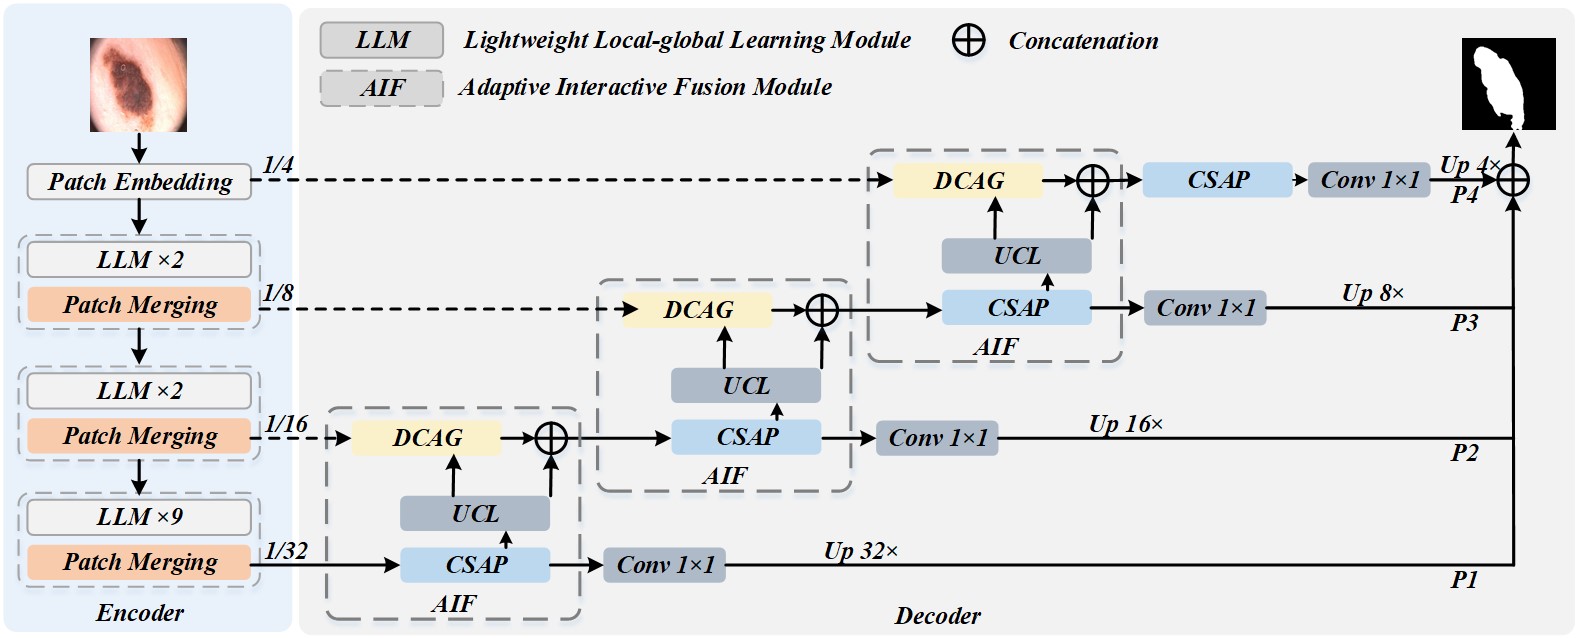 LLM Lightweight Local-global Learning Module Concatenation
AIF Adaptive Interactive Fusion Module
Patch Embedding 1/4 DCAG CSAP Conv 1×1 Up 4× P4
LLM ×2 UCL
Patch Merging 1/8 DCAG CSAP Conv 1×1 Up 8× P3
AIF
LLM ×2 UCL
Patch Merging 1/16 DCAG CSAP Conv 1×1 Up 16× P2
AIF
LLM ×9 UCL
Patch Merging 1/32 CSAP Conv 1×1 Up 32× P1
AIF
Encoder Decoder